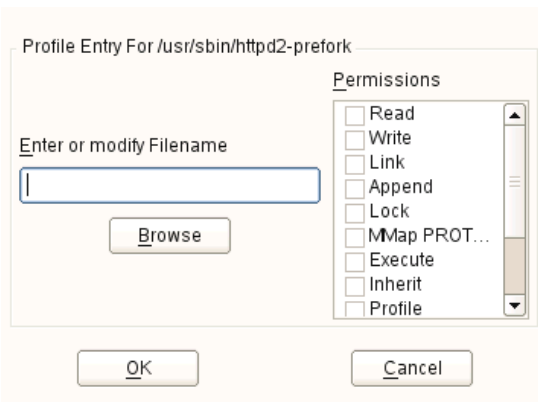 Profile Entry For /usr/sbin/httpd2-prefork
Permissions
Read
Write
Enter or modify Filename
Link
Append
Lock
Browse
MMap PROT...
Execute
Inherit
Profile
OK
Cancel